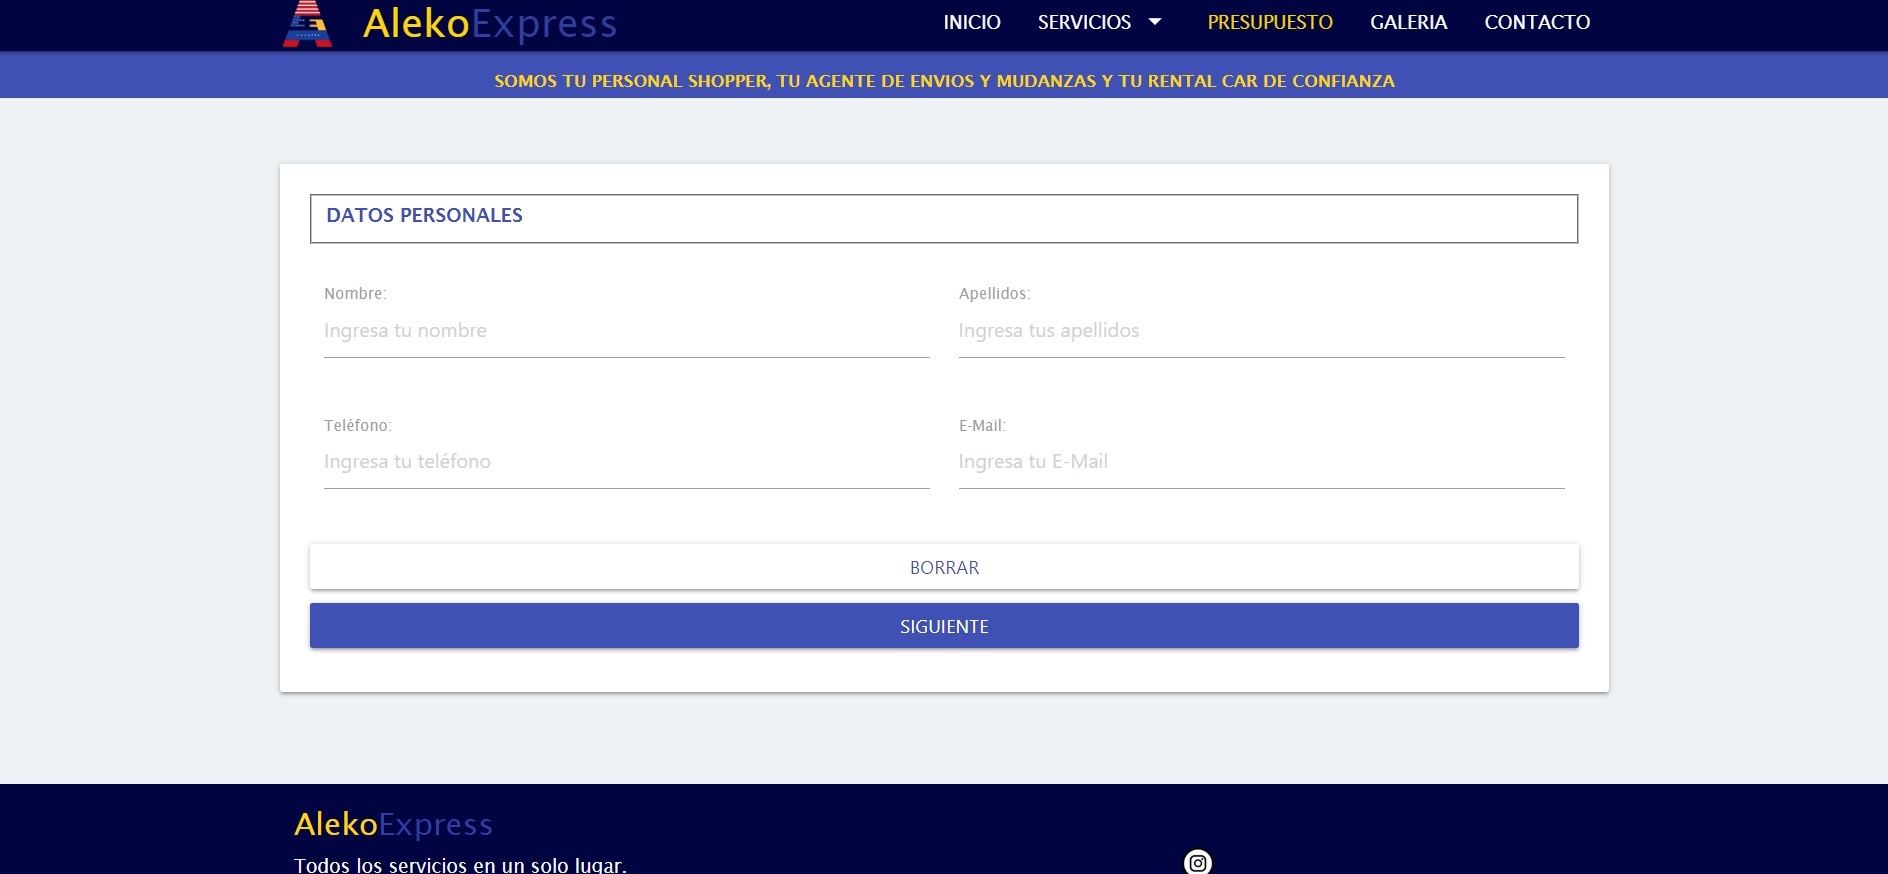 AlekoExpress
INICIO SERVICIOS PRESUPUESTO GALERIA CONTACTO
SOMOS TU PERSONAL SHOPPER, TU AGENTE DE ENVIOS Y MUDANZAS Y TU RENTAL CAR DE CONFIANZA
DATOS PERSONALES
Nombre: Apellidos:
Ingresa tu nombre Ingresa tus apellidos
Teléfono: E-Mail:
Ingresa tu teléfono Ingresa tu E-Mail
BORRAR
SIGUIENTE
AlekoExpress
Todos los servicios en un solo lugar.